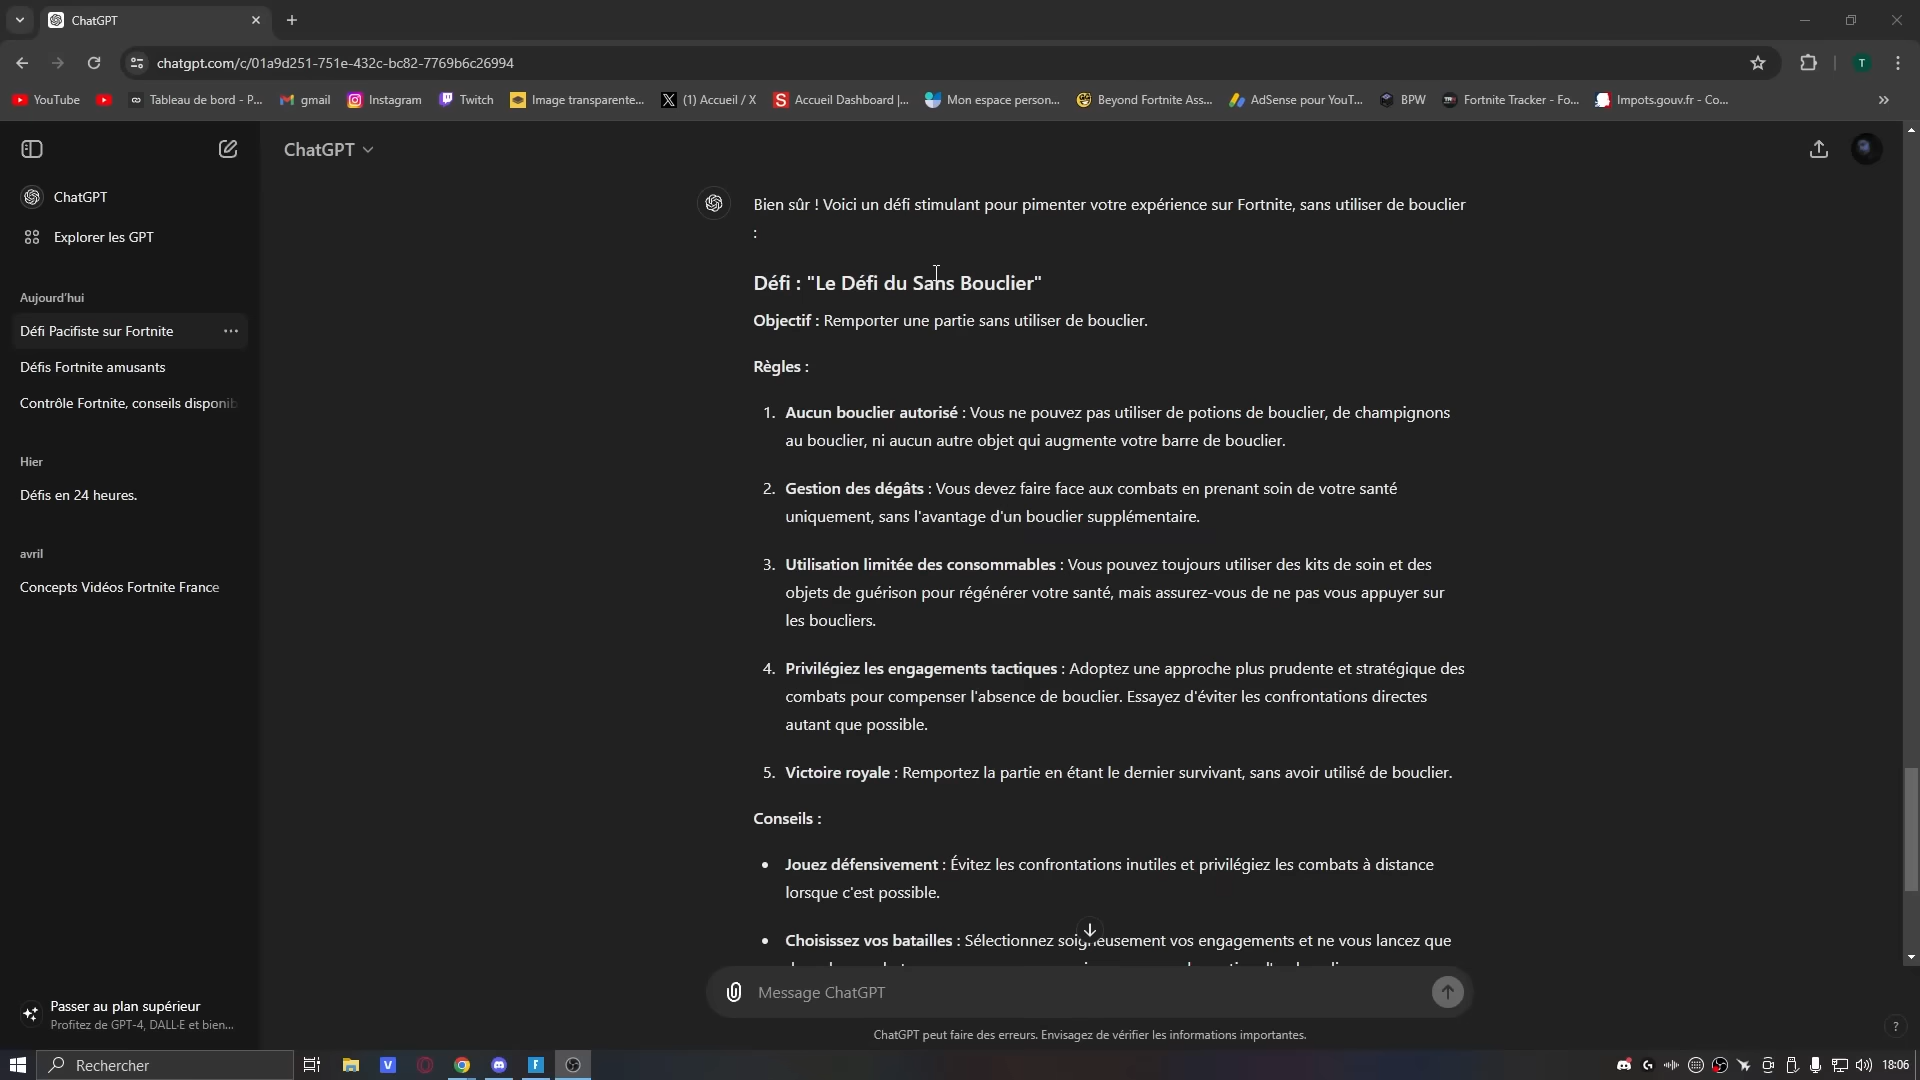 ChatGPT
chatgpt.com/c/01a9d251-751e-432c-bc82-7769b6c26994
T
YouTube
Tableau de bord - P...
gmail
Instagram
Twitch
Image transparente...
(1) Accueil / X
Accueil Dashboard |...
Mon espace person...
Beyond Fortnite Ass...
AdSense pour YouT...
BPW
Fortnite Tracker - Fo...
Impots.gouv.fr - Co...
»
ChatGPT
ChatGPT
Explorer les GPT
Aujourd'hui
Défi Pacifiste sur Fortnite
Défis Fortnite amusants
Contrôle Fortnite, conseils disponib
Hier
Défis en 24 heures.
avril
Concepts Vidéos Fortnite France
Passer au plan supérieur
Profitez de GPT-4, DALL·E et bien...
Bien sûr ! Voici un défi stimulant pour pimenter votre expérience sur Fortnite, sans utiliser de bouclier
:
Défi : "Le Défi du Sans Bouclier"
Objectif : Remporter une partie sans utiliser de bouclier.
Règles :
1. Aucun bouclier autorisé : Vous ne pouvez pas utiliser de potions de bouclier, de champignons
au bouclier, ni aucun autre objet qui augmente votre barre de bouclier.
2. Gestion des dégâts : Vous devez faire face aux combats en prenant soin de votre santé
uniquement, sans l'avantage d'un bouclier supplémentaire.
3. Utilisation limitée des consommables : Vous pouvez toujours utiliser des kits de soin et des
objets de guérison pour régénérer votre santé, mais assurez-vous de ne pas vous appuyer sur
les boucliers.
4. Privilégiez les engagements tactiques : Adoptez une approche plus prudente et stratégique des
combats pour compenser l'absence de bouclier. Essayez d'éviter les confrontations directes
autant que possible.
5. Victoire royale : Remportez la partie en étant le dernier survivant, sans avoir utilisé de bouclier.
Conseils :
• Jouez défensivement : Évitez les confrontations inutiles et privilégiez les combats à distance
lorsque c'est possible.
• Choisissez vos batailles : Sélectionnez soigneusement vos engagements et ne vous lancez que
Message ChatGPT
ChatGPT peut faire des erreurs. Envisagez de vérifier les informations importantes.
?
Rechercher
18:06